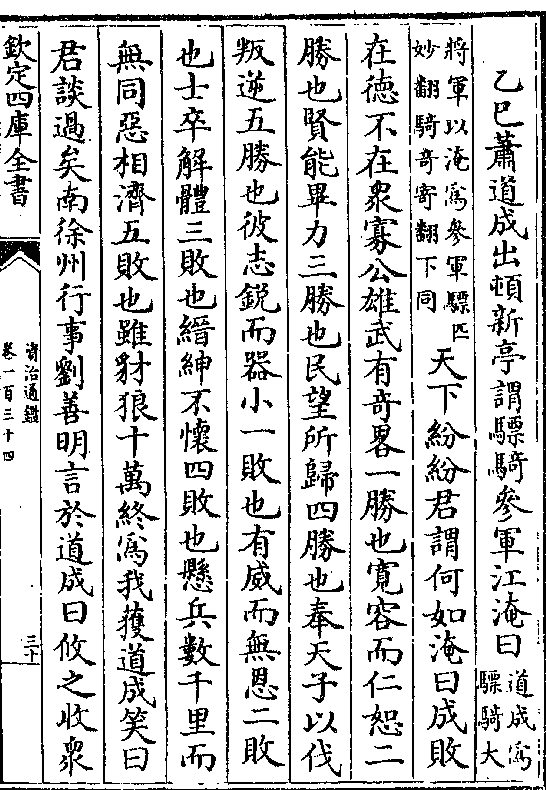 乙巳蕭道成出頓新亭謂驃騎參軍江淹曰道成爲驃騎大
將軍以淹爲參軍驃匹妙翻騎奇寄翻下同天下紛紛君謂何如淹曰成敗
在德不在衆寡公雄武有奇畧一勝也寛容而仁恕二
勝也賢能畢力三勝也民望所歸四勝也奉天子以伐
叛逆五勝也彼志鋭而器小一敗也有威而無恩二敗
也士卒解體三敗也縉紳不懷四敗也懸兵數千里而
無同惡相濟五敗也雖豺狼十萬終爲我獲道成笑曰
君談過矣南徐州行事劉善明言於道成曰攸之收衆
欽定四庫全書
資治通鑑
卷一百三十四
三十